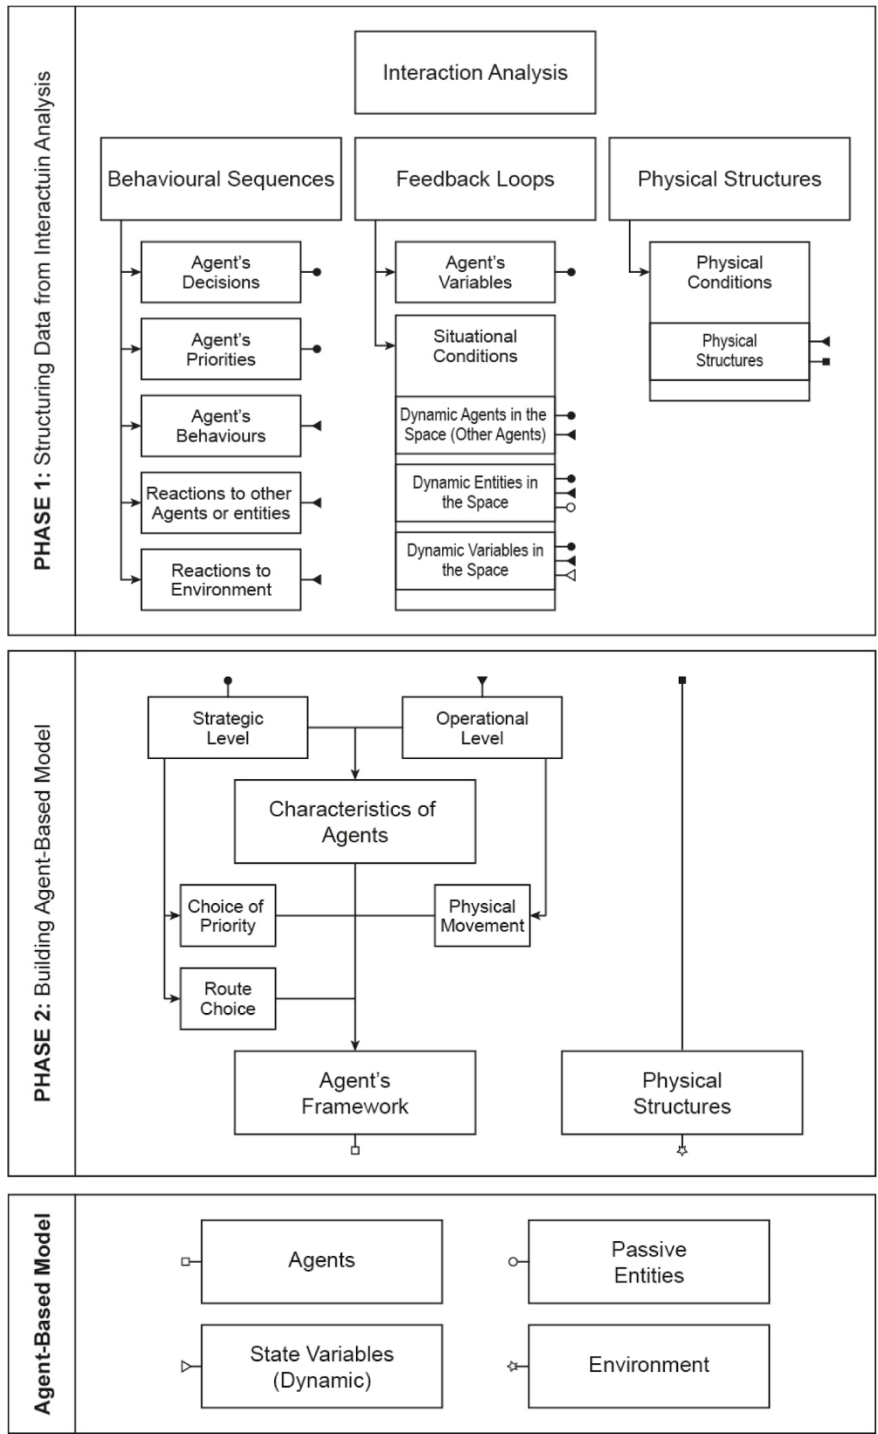 PHASE 1: Structuring Data from Interactuin Analysis
Interaction Analysis
Behavioural Sequences
Feedback Loops
Physical Structures
Agent's
Decisions
Agent's
Priorities
Agent's
Behaviours
Reactions to other
Agents or entities
Reactions to
Environment
Agent's
Variables
Situational
Conditions
Dynamic Agents in the
Space (Other Agents)
Dynamic Entities in
the Space
Dynamic Variables in
the Space
Physical
Conditions
Physical
Structures
PHASE 2: Building Agent-Based Model
Strategic
Level
Operational
Level
Characteristics of
Agents
Choice of
Priority
Physical
Movement
Route
Choice
Agent's
Framework
Physical
Structures
Agent-Based Model
Agents
Passive
Entities
State Variables
(Dynamic)
Environment